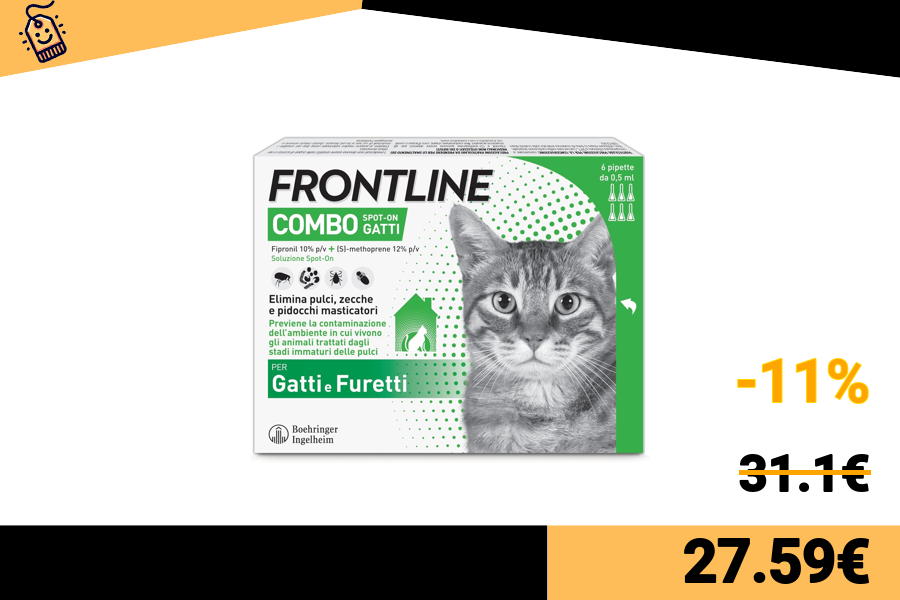 FRONTLINE
COMBO SPOT-ON
GATTI
6 pipette
da 0,5 ml
Fipronil 10% p/v + (S)-methoprene 12% p/v
Soluzione Spot-On
Elimina pulci, zecche
e pidocchi masticatori
Previene la contaminazione
dell'ambiente in cui vivono
gli animali trattati dagli
stadi immaturi delle pulci
PER
Gatti e Furetti
Boehringer
Ingelheim
-11%
31.1€
27.59€